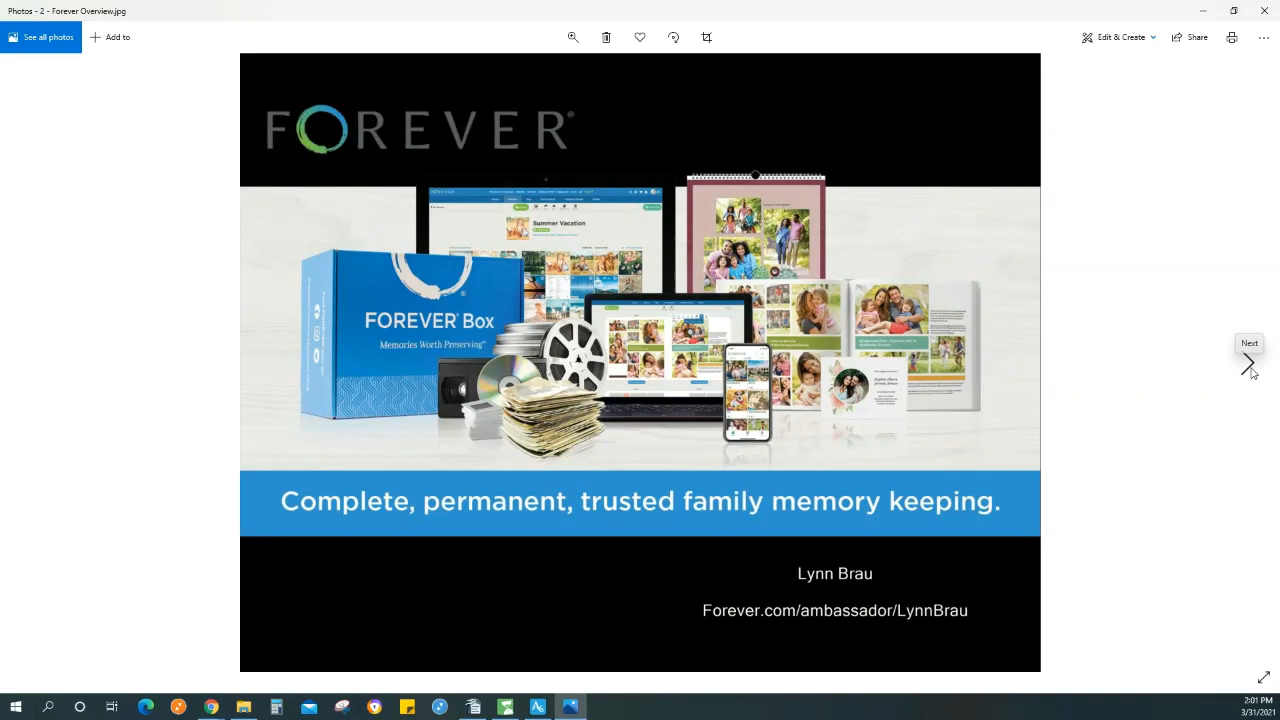 Photos - 2 - Forever Overview.jpg
See all photos
Add to
Edit & Create
Share
FOREVER®
Summer Vacation
FOREVER® Box
Memories Worth Preserving™
Next
Complete, permanent, trusted family memory keeping.
Lynn Brau
Forever.com/ambassador/LynnBrau
2:01 PM
3/31/2021